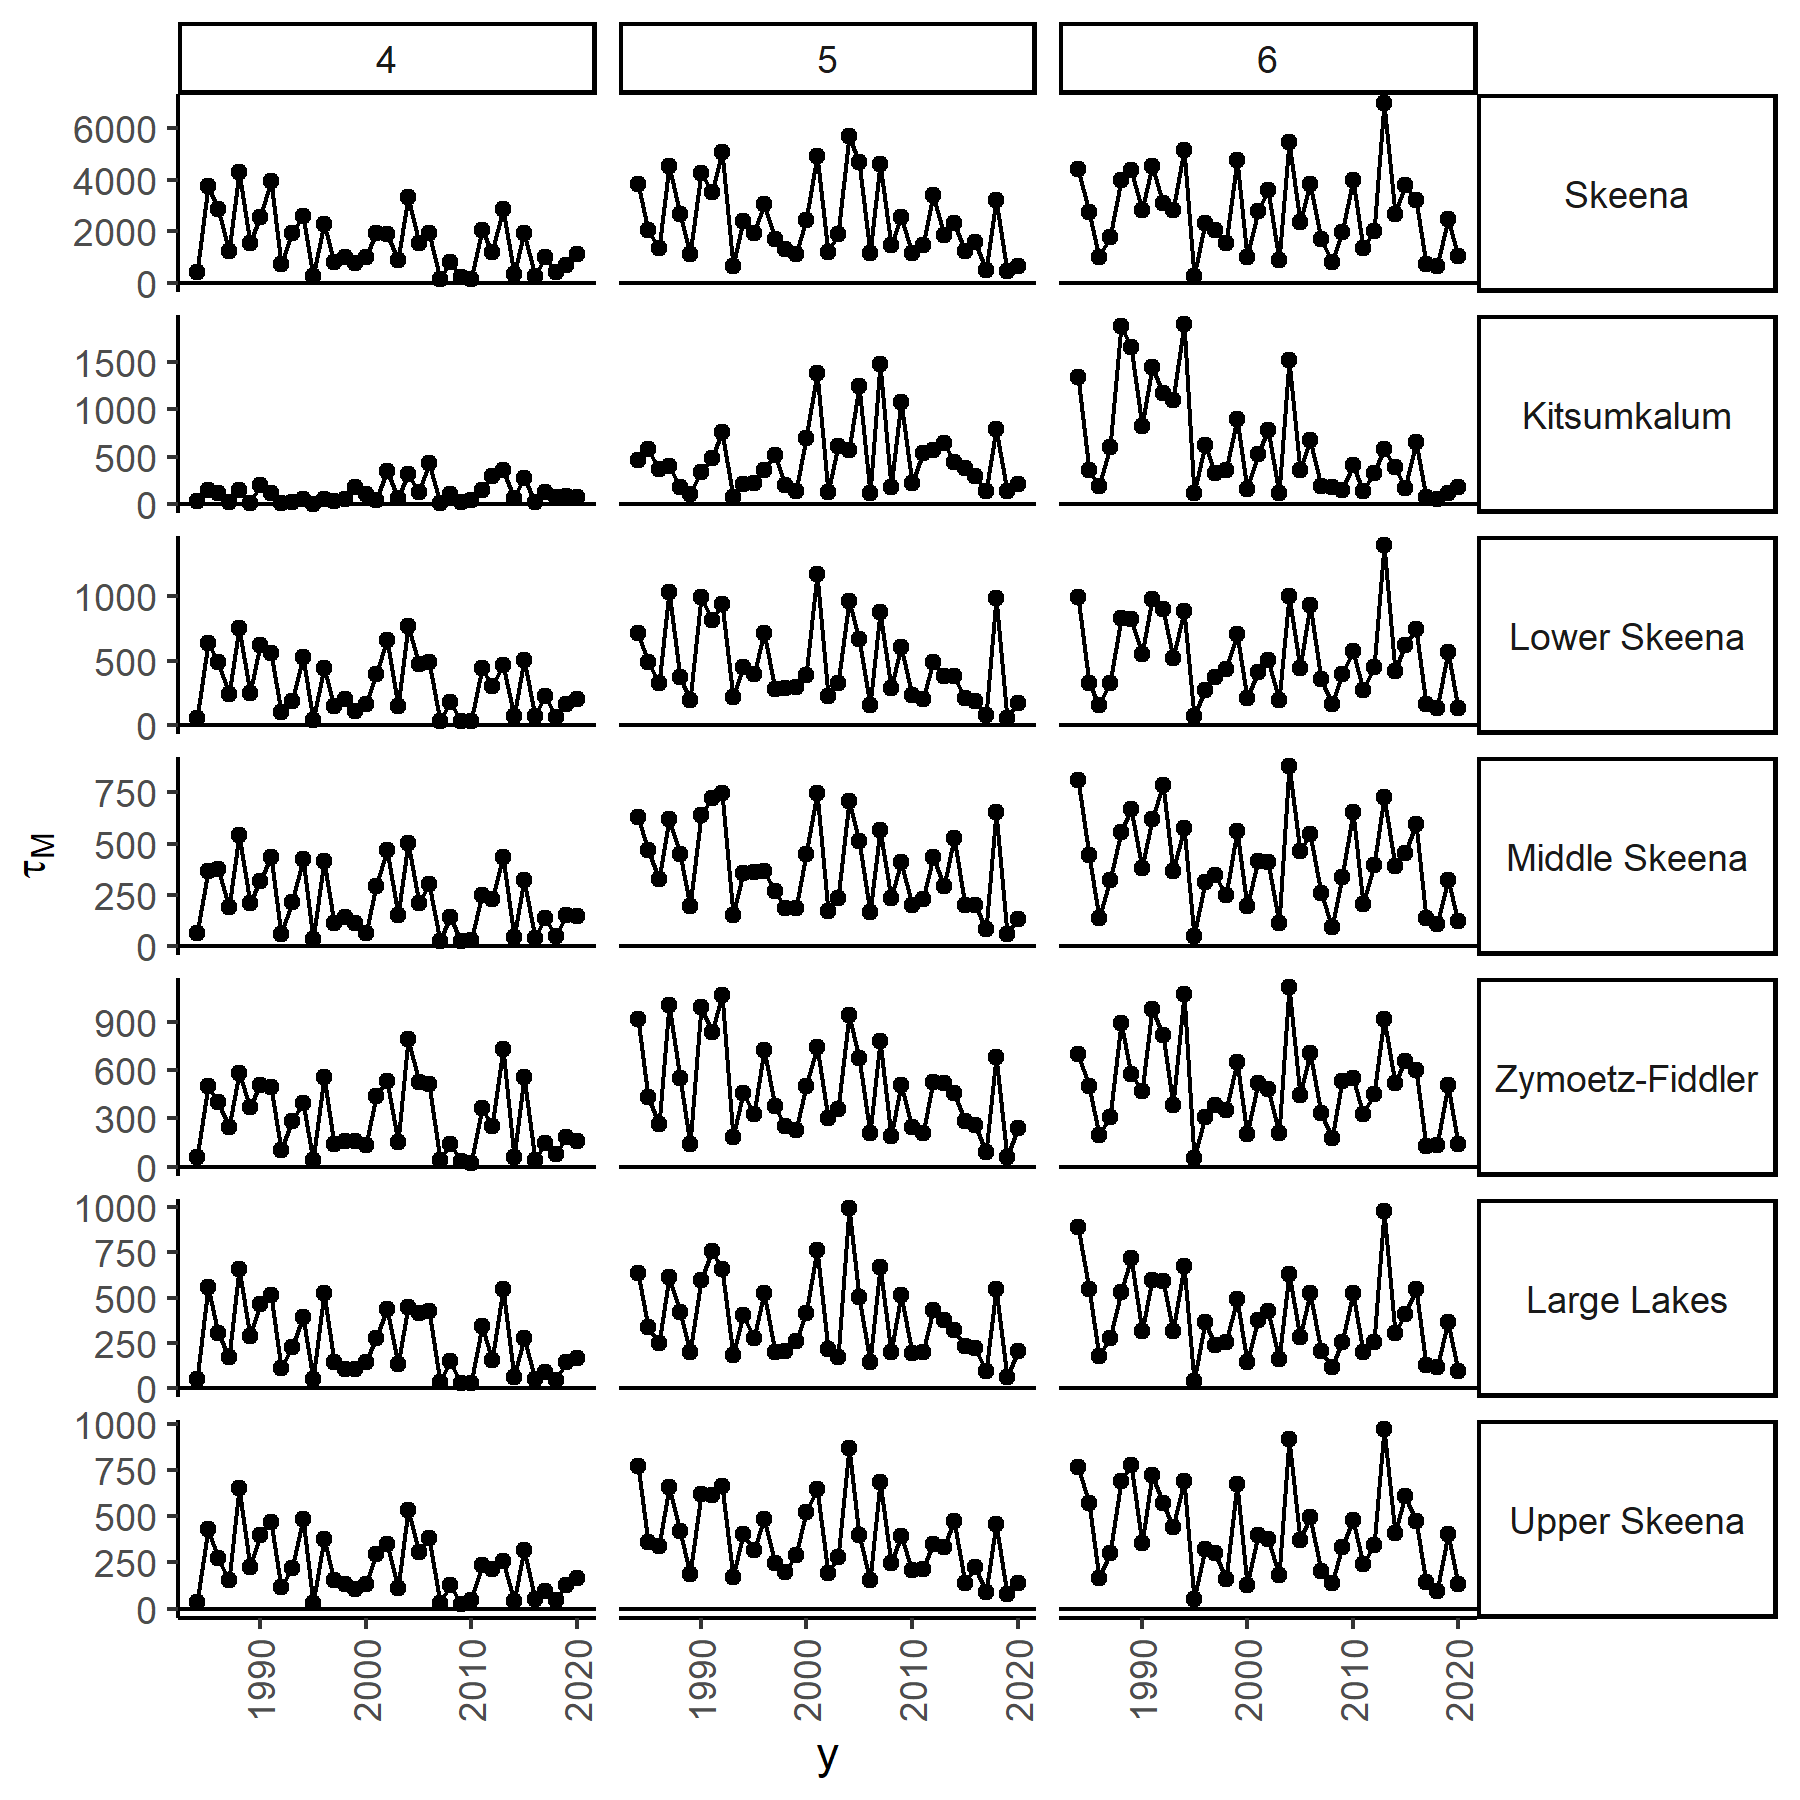 4 5 6
6000
4000
2000
0
Skeena
1500
1000
500
0
Kitsumkalum
1000
500
0
Lower Skeena
750
500
250
0
Middle Skeena
900
600
300
0
Zymoetz-Fiddler
1000
750
500
250
0
Large Lakes
1000
750
500
250
0
Upper Skeena
τM
1990 2000 2010 2020 1990 2000 2010 2020 1990 2000 2010 2020
y